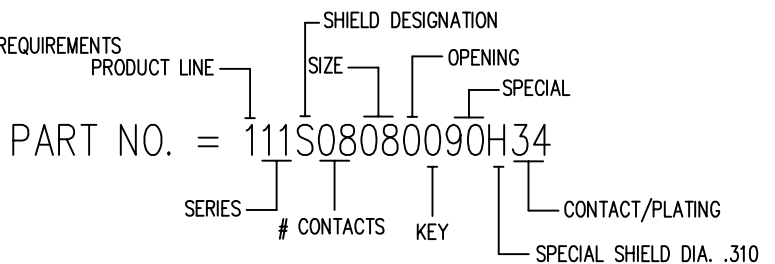 SHIELD DESIGNATION
REQUIREMENTS
PRODUCT LINE
SIZE
OPENING
SPECIAL
PART NO. = 111S08080090H34
SERIES
# CONTACTS
KEY
CONTACT/PLATING
SPECIAL SHIELD DIA. .310